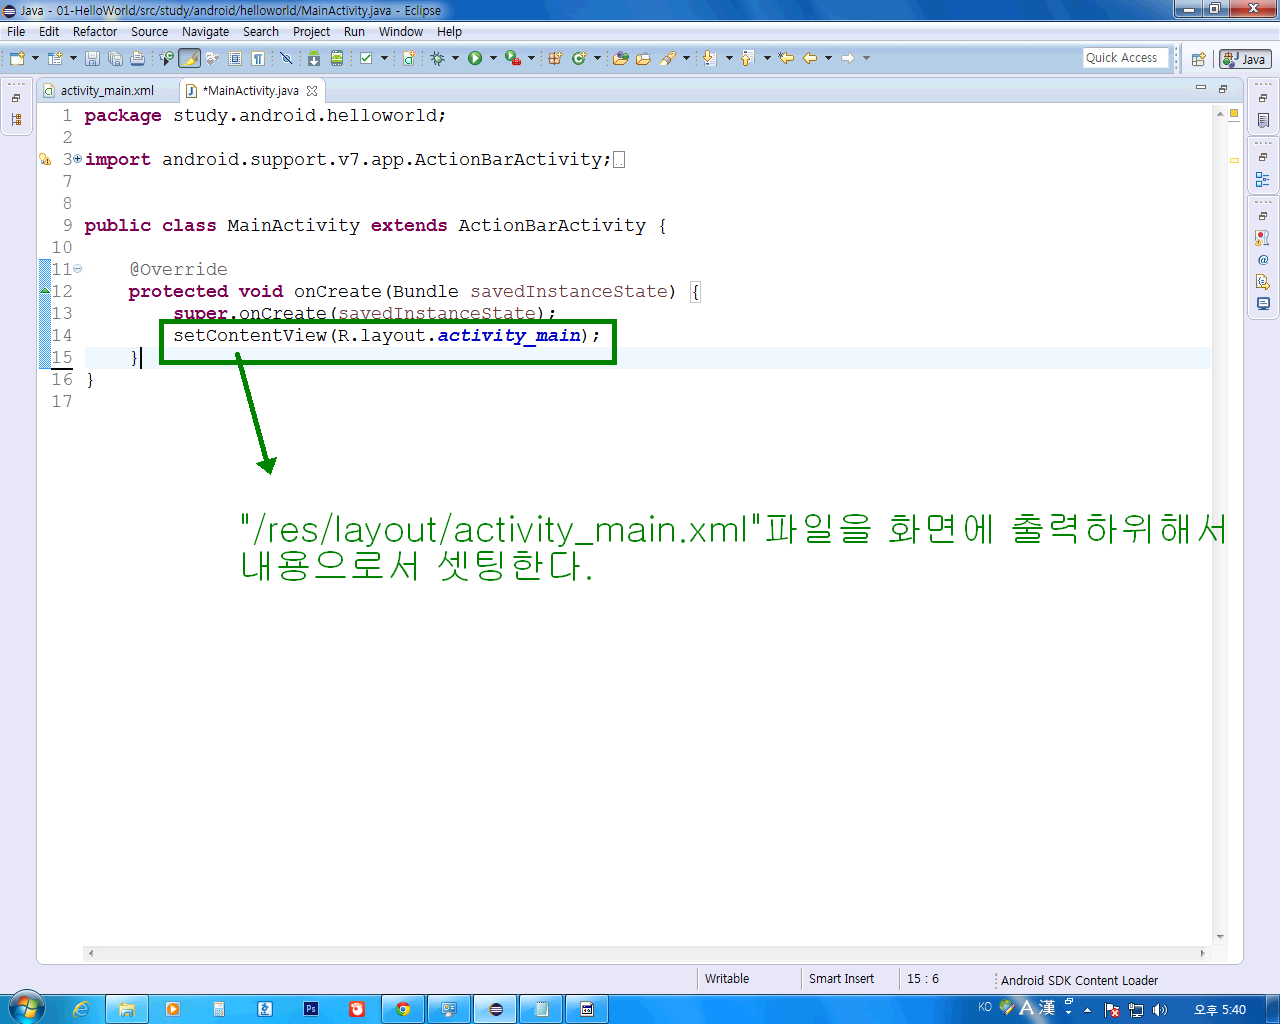 Java - 01-HelloWorld/src/study/android/helloworld/MainActivity.java - Eclipse
File Edit Refactor Source Navigate Search Project Run Window Help
Quick Access
Java
activity_main.xml
*MainActivity.java
1 package study.android.helloworld;
2
3 import android.support.v7.app.ActionBarActivity;
7
8
9 public class MainActivity extends ActionBarActivity {
10
11 @Override
12 protected void onCreate(Bundle savedInstanceState) {
13 super.onCreate(savedInstanceState);
14 setContentView(R.layout.activity_main);
15 }
16 }
17
"/res/layout/activity_main.xml"파일을 화면에 출력하위해서
내용으로서 셋팅한다.
Writable Smart Insert 15 : 6 Android SDK Content Loader
Ps
KO A 漢 오후 5:40